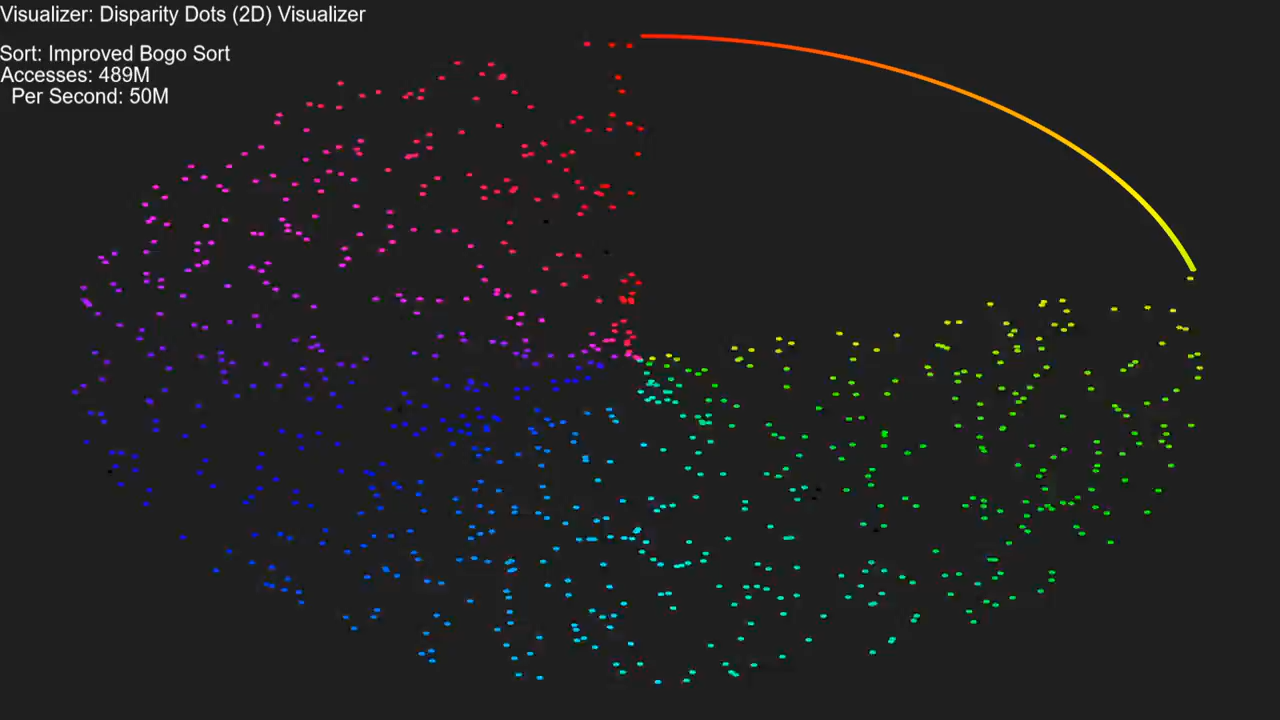 Visualizer: Disparity Dots (2D) Visualizer
Sort: Improved Bogo Sort
Accesses: 489M
Per Second: 50M